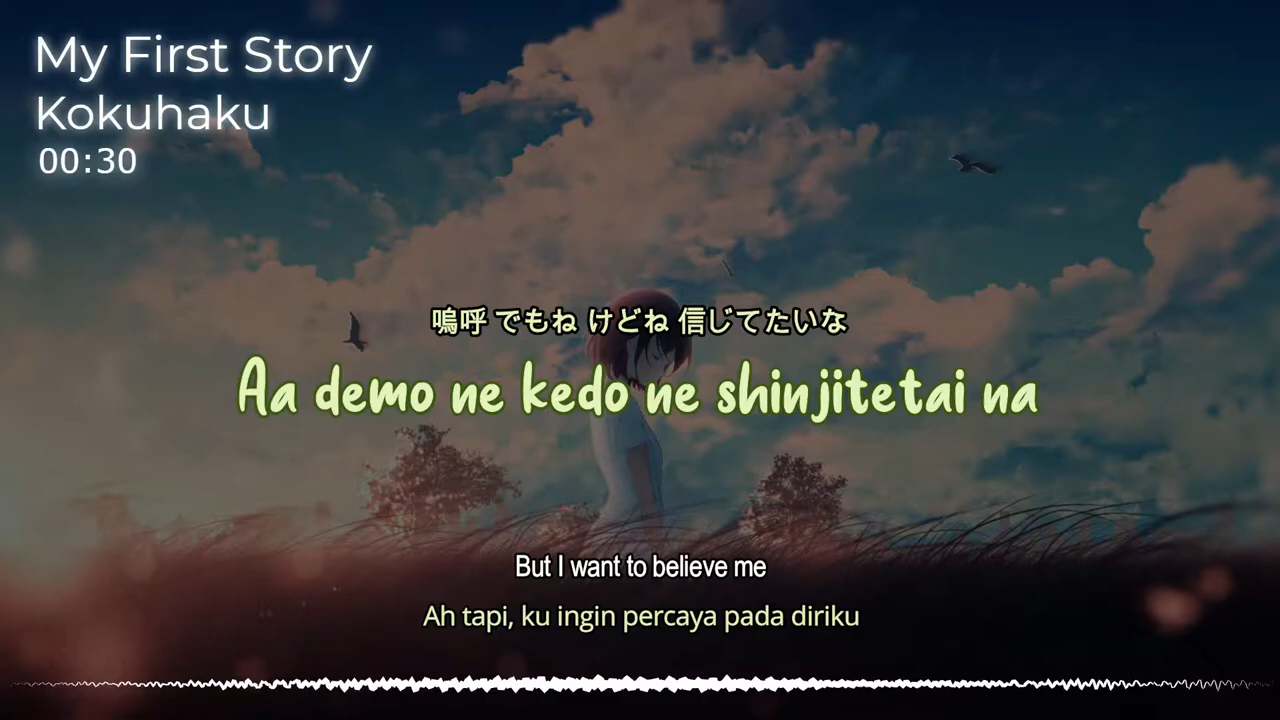 My First Story
Kokuhaku
00:30
嗚呼 でもね けどね 信じてたいな
Aa demo ne kedo ne shinjitetai na
But I want to believe me
Ah tapi, ku ingin percaya pada diriku